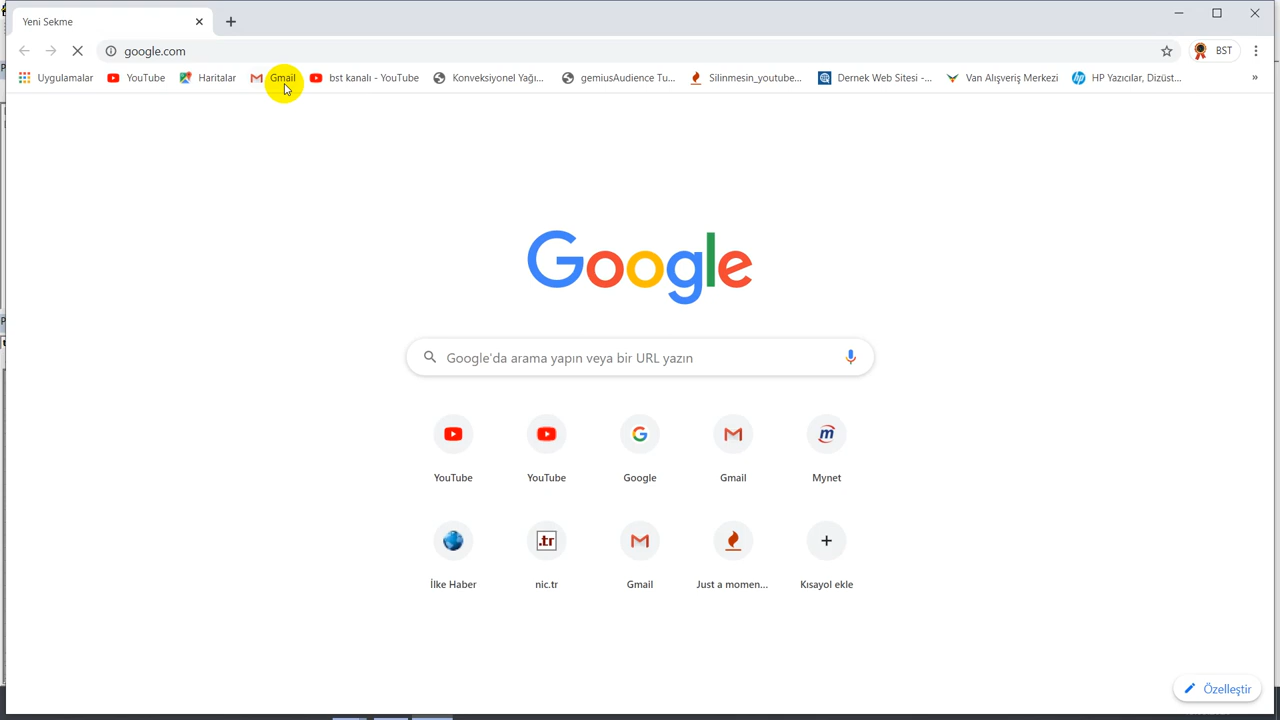 Yeni Sekme
google.com
BST
Uygulamalar YouTube Haritalar Gmail bst kanalı - YouTube Konveksiyonel Yağı... gemiusAudience Tu... Silinmesin_youtube... Dernek Web Sitesi -... Van Alışveriş Merkezi HP Yazıcılar, Dizüst... »
Google
Google'da arama yapın veya bir URL yazın
YouTube YouTube Google Gmail Mynet
.tr
İlke Haber nic.tr Gmail Just a momen... Kısayol ekle
Özelleştir